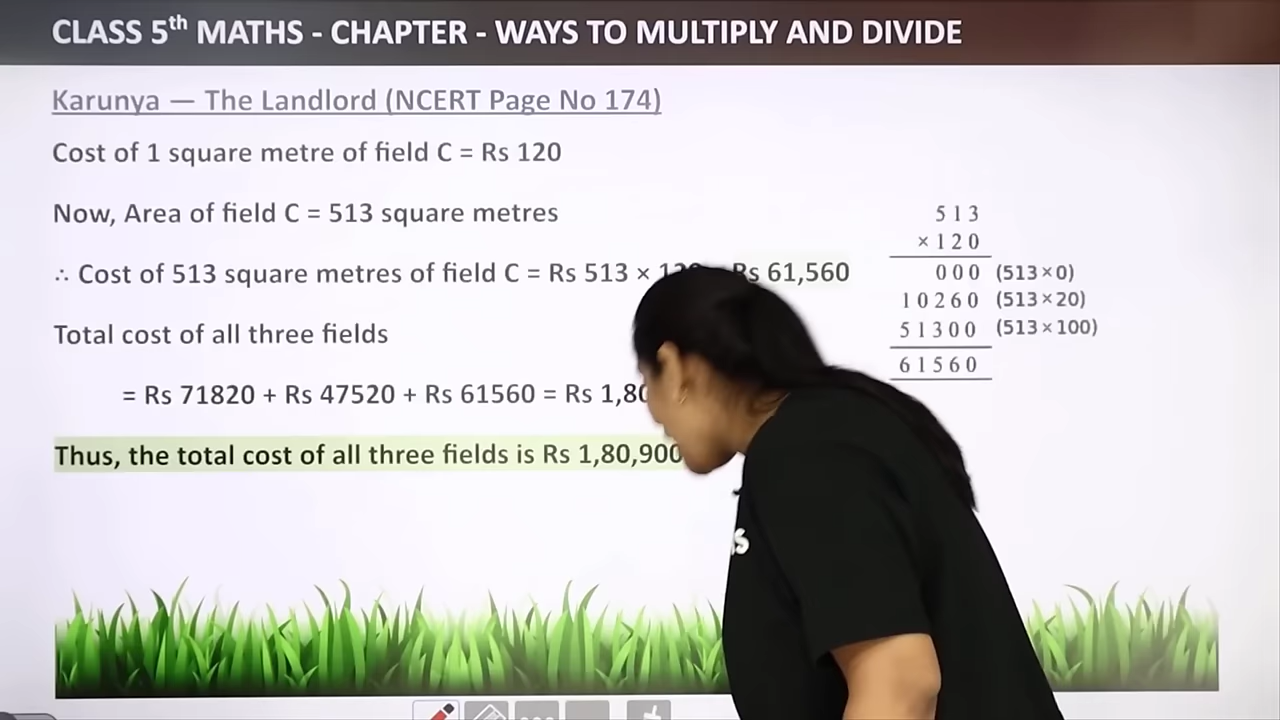 CLASS 5th MATHS - CHAPTER - WAYS TO MULTIPLY AND DIVIDE
Karunya — The Landlord (NCERT Page No 174)
Cost of 1 square metre of field C = Rs 120
Now, Area of field C = 513 square metres
∴ Cost of 513 square metres of field C = Rs 513 × Rs 61,560
Total cost of all three fields
= Rs 71820 + Rs 47520 + Rs 61560 = Rs
Thus, the total cost of all three fields is Rs 1,80,900
513
×120
000 (513×0)
10260 (513×20)
51300 (513×100)
61560